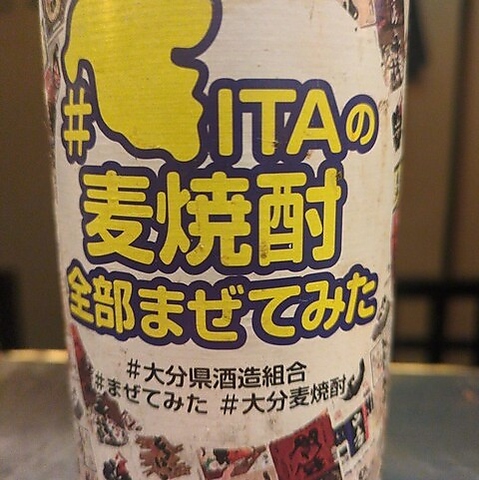 #ITAの
麦焼酎
全部まぜてみた
#大分県酒造組合
#まぜてみた #大分麦焼酎